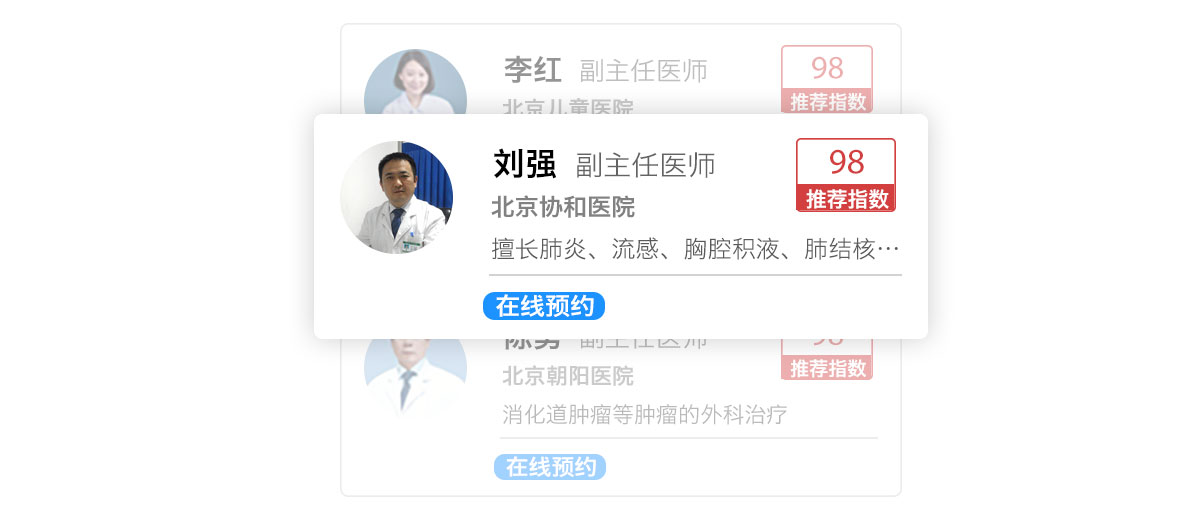 李红 副主任医师 98
推荐指数
北京儿童医院
刘强 副主任医师 98
北京协和医院 推荐指数
擅长肺炎、流感、胸腔积液、肺结核…
在线预约
陈勇 副主任医师 98
北京朝阳医院 推荐指数
消化道肿瘤等肿瘤的外科治疗
在线预约